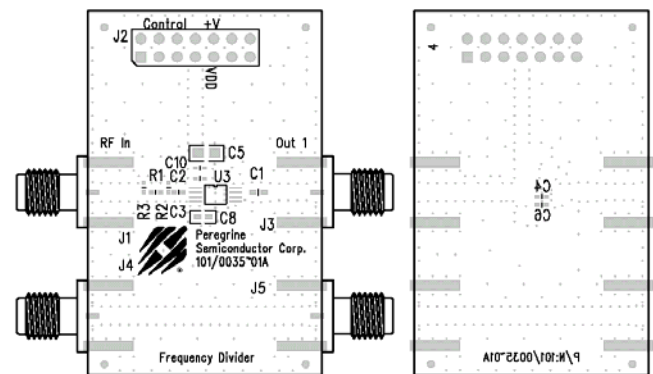 Control +V
J2
VDD
RF In
Out 1
C10
C5
R1
C2
U3
C1
R3
R2
C3
C8
J3
J1
Peregrine
Semiconductor Corp.
101/0035~01A
J4
J5
Frequency Divider
4
C4
C6
P/N:101/0035~01A